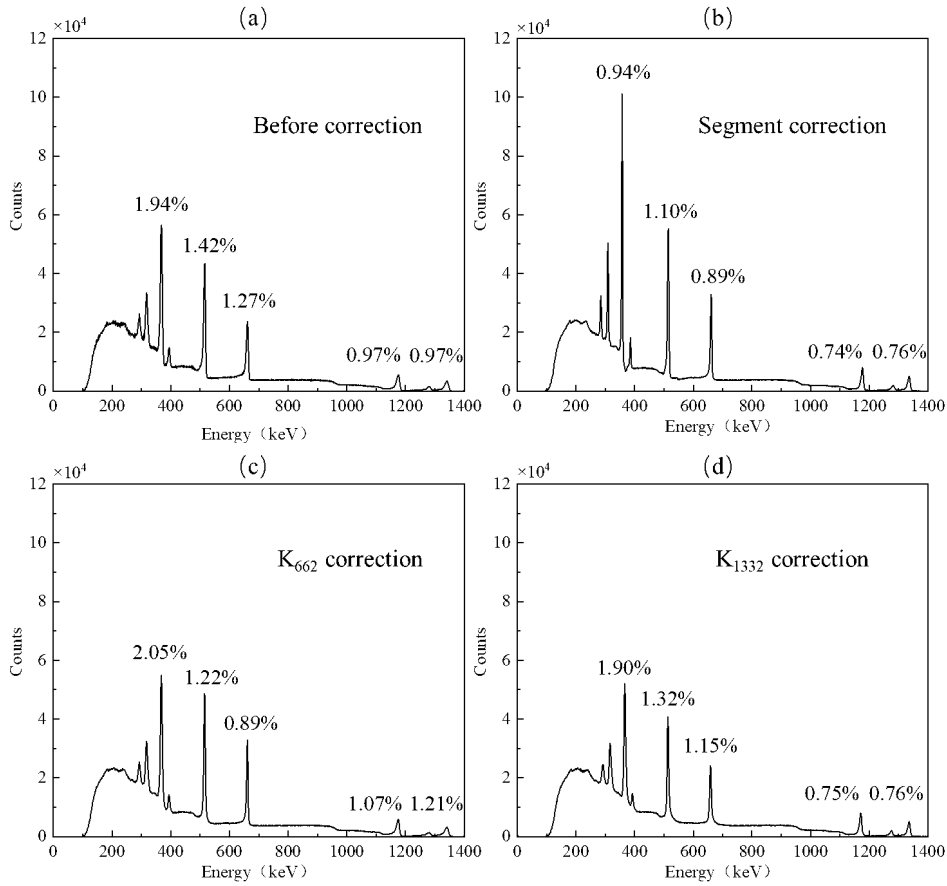 (a)
×10⁴
12
10
8
6
4
2
0
Counts
Before correction
1.94%
1.42%
1.27%
0.97% 0.97%
0 200 400 600 800 1000 1200 1400
Energy（keV）
(b)
×10⁴
12
10
8
6
4
2
0
Counts
0.94%
Segment correction
1.10%
0.89%
0.74% 0.76%
0 200 400 600 800 1000 1200 1400
Energy（keV）
(c)
×10⁴
12
10
8
6
4
2
0
Counts
K₆₆₂ correction
2.05%
1.22%
0.89%
1.07% 1.21%
0 200 400 600 800 1000 1200 1400
Energy（keV）
(d)
×10⁴
12
10
8
6
4
2
0
Counts
K₁₃₃₂ correction
1.90%
1.32%
1.15%
0.75% 0.76%
0 200 400 600 800 1000 1200 1400
Energy（keV）